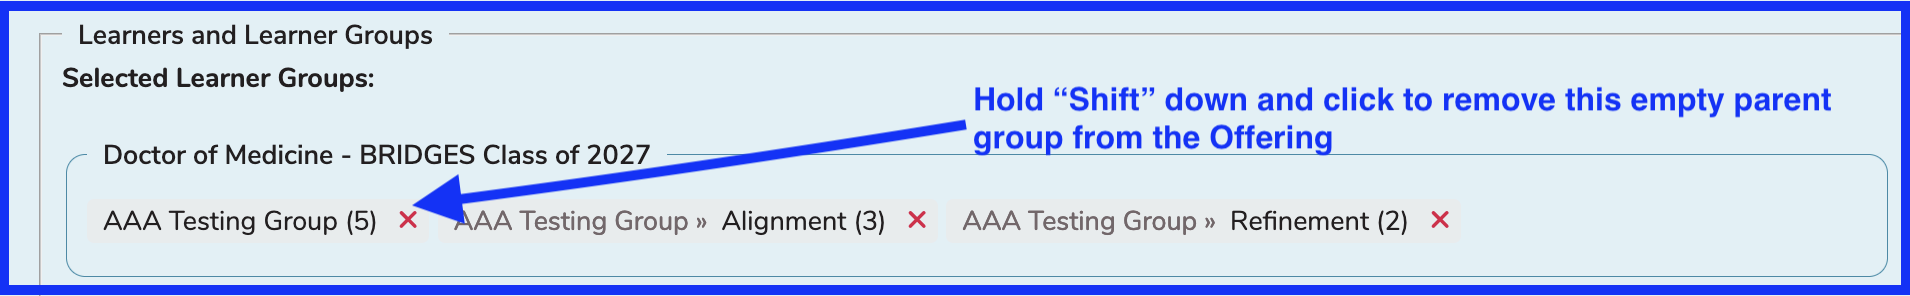 Learners and Learner Groups
Selected Learner Groups:
Hold “Shift” down and click to remove this empty parent
group from the Offering
Doctor of Medicine - BRIDGES Class of 2027
AAA Testing Group (5) ✕ AAA Testing Group » Alignment (3) ✕ AAA Testing Group » Refinement (2) ✕